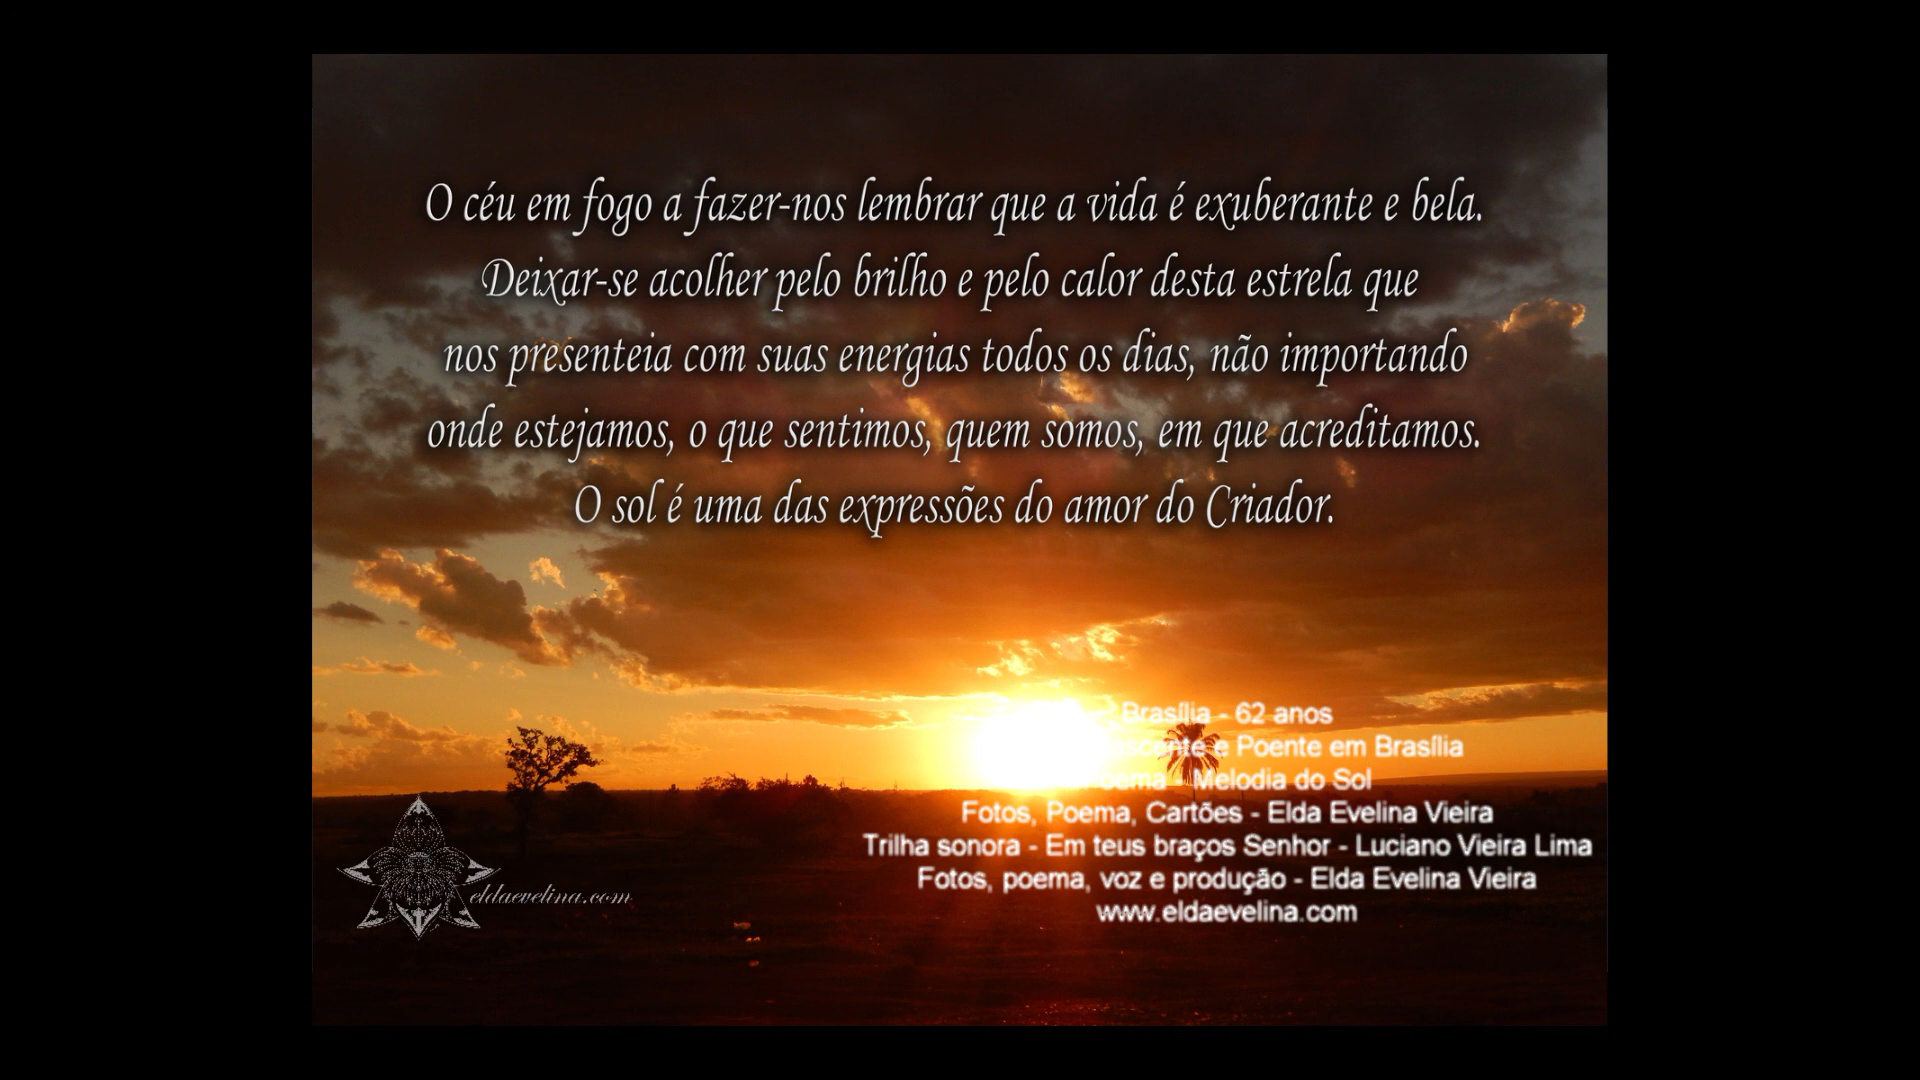 O céu em fogo a fazer-nos lembrar que a vida é exuberante e bela.
Deixar-se acolher pelo brilho e pelo calor desta estrela que
nos presenteia com suas energias todos os dias, não importando
onde estejamos, o que sentimos, quem somos, em que acreditamos.
O sol é uma das expressões do amor do Criador.
Brasília - 62 anos
e Poente em Brasília
- Melodia do Sol
Fotos, Poema, Cartões - Elda Evelina Vieira
Trilha sonora - Em teus braços Senhor - Luciano Vieira Lima
Fotos, poema, voz e produção - Elda Evelina Vieira
www.eldaevelina.com
eldaevelina.com